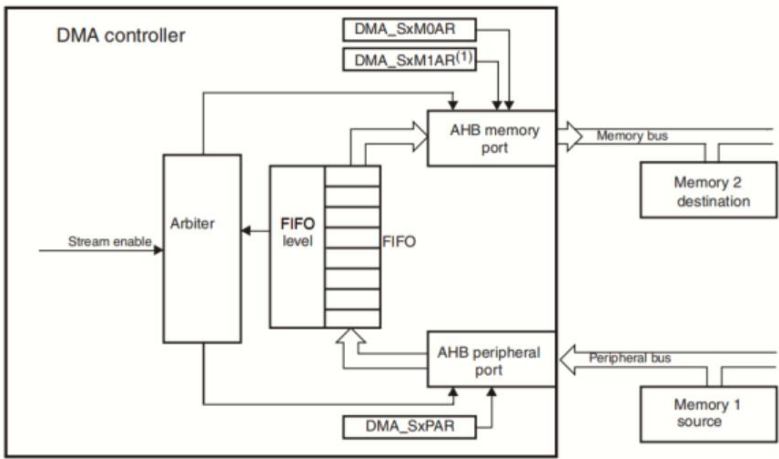 DMA controller
DMA_SxM0AR
DMA_SxM1AR(1)
AHB memory
port
Memory bus
Memory 2
destination
Arbiter
Stream enable
FIFO
level
FIFO
AHB peripheral
port
Peripheral bus
Memory 1
source
DMA_SxPAR